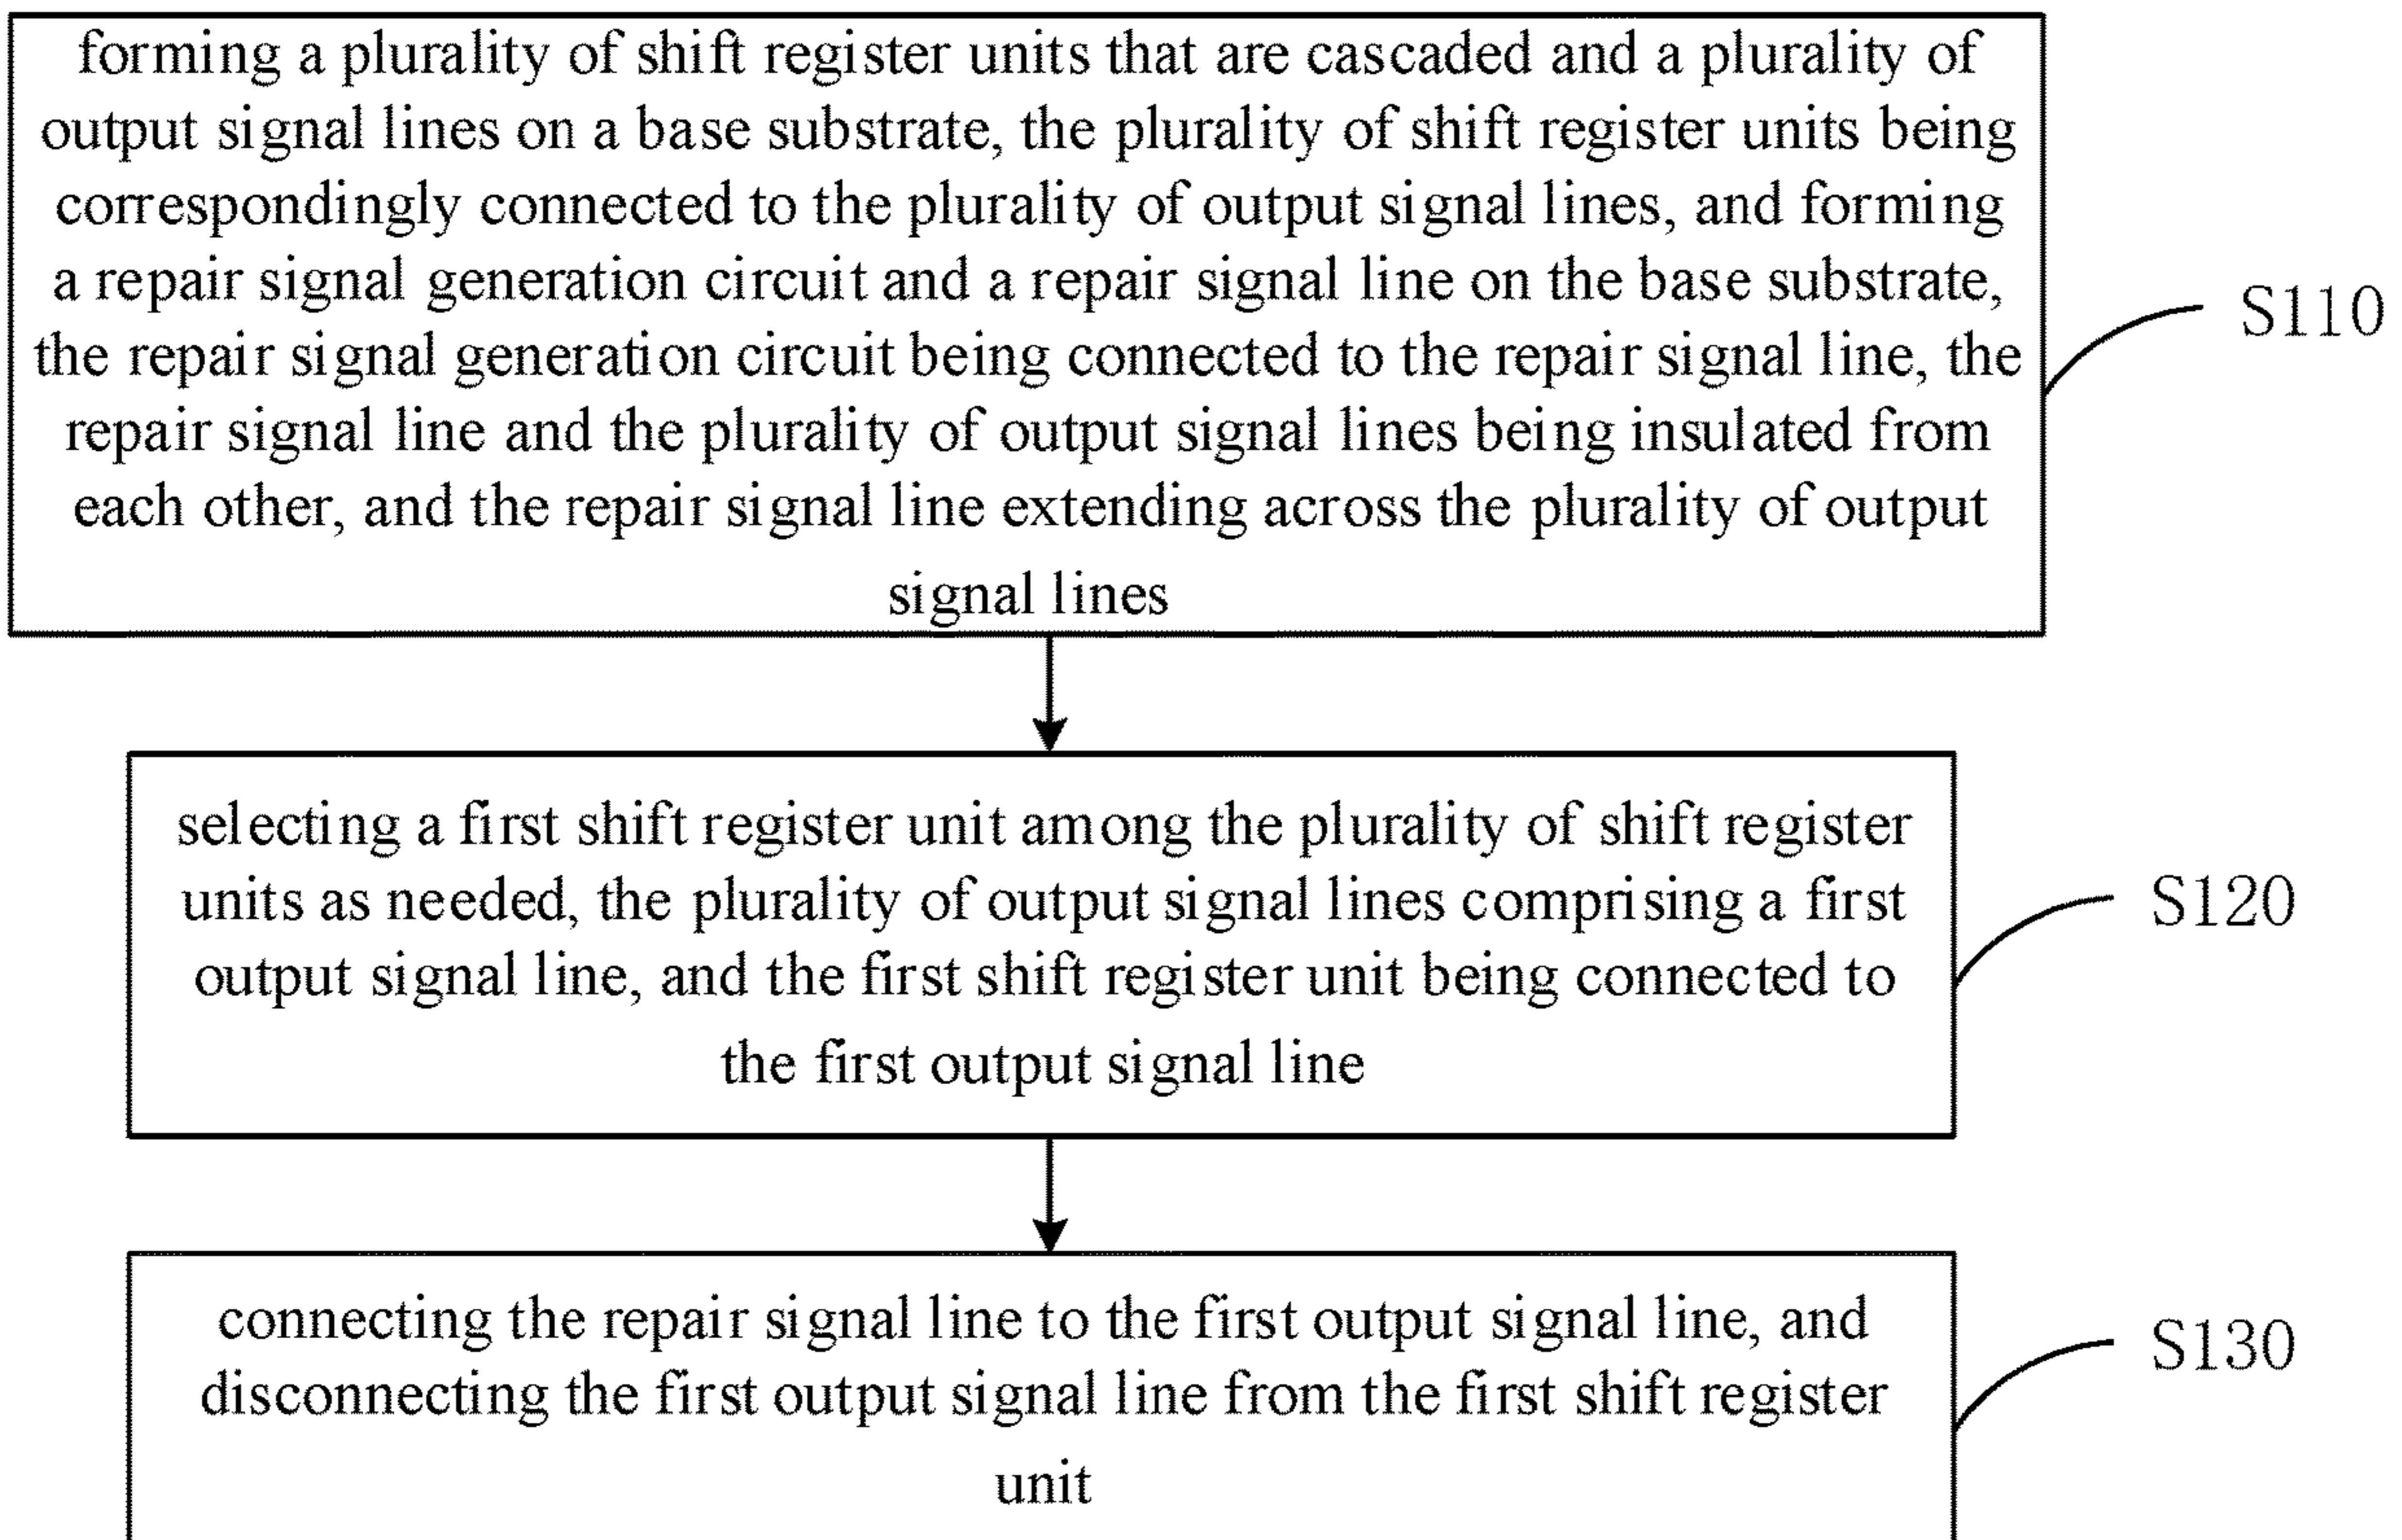 forming a plurality of shift register units that are cascaded and a plurality of
output signal lines on a base substrate, the plurality of shift register units being
correspondingly connected to the plurality of output signal lines, and forming
a repair signal generation circuit and a repair signal line on the base substrate,
the repair signal generation circuit being connected to the repair signal line, the
repair signal line and the plurality of output signal lines being insulated from
each other, and the repair signal line extending across the plurality of output
signal lines
S110
selecting a first shift register unit among the plurality of shift register
units as needed, the plurality of output signal lines comprising a first
output signal line, and the first shift register unit being connected to
the first output signal line
S120
connecting the repair signal line to the first output signal line, and
disconnecting the first output signal line from the first shift register
unit
S130